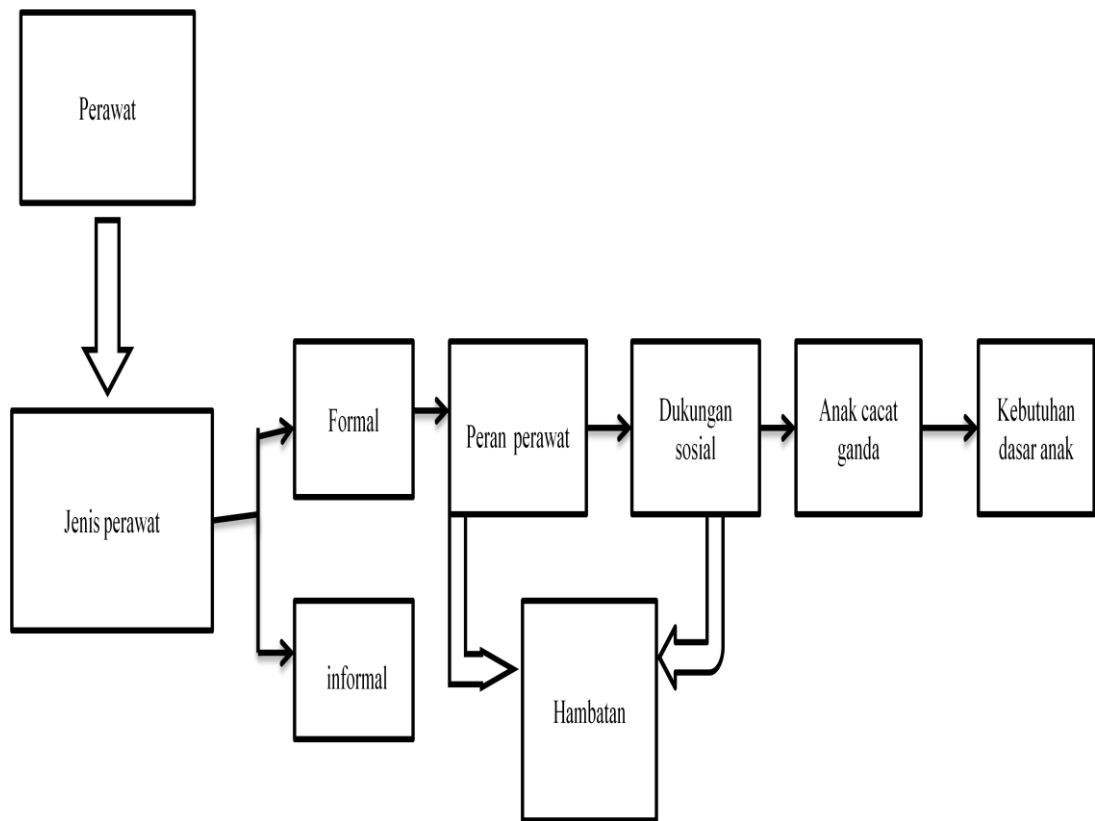 Perawat
Jenis perawat
Formal
informal
Peran perawat
Dukungan
sosial
Anak cacat
ganda
Kebutuhan
dasar anak
Hambatan